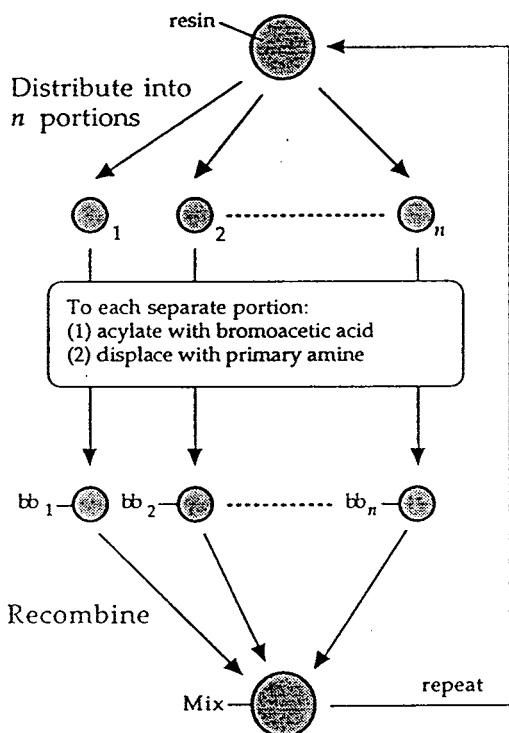 resin
Distribute into
n portions
1
2
n
To each separate portion:
(1) acylate with bromoacetic acid
(2) displace with primary amine
bb 1
bb 2
bbn
Recombine
Mix
repeat